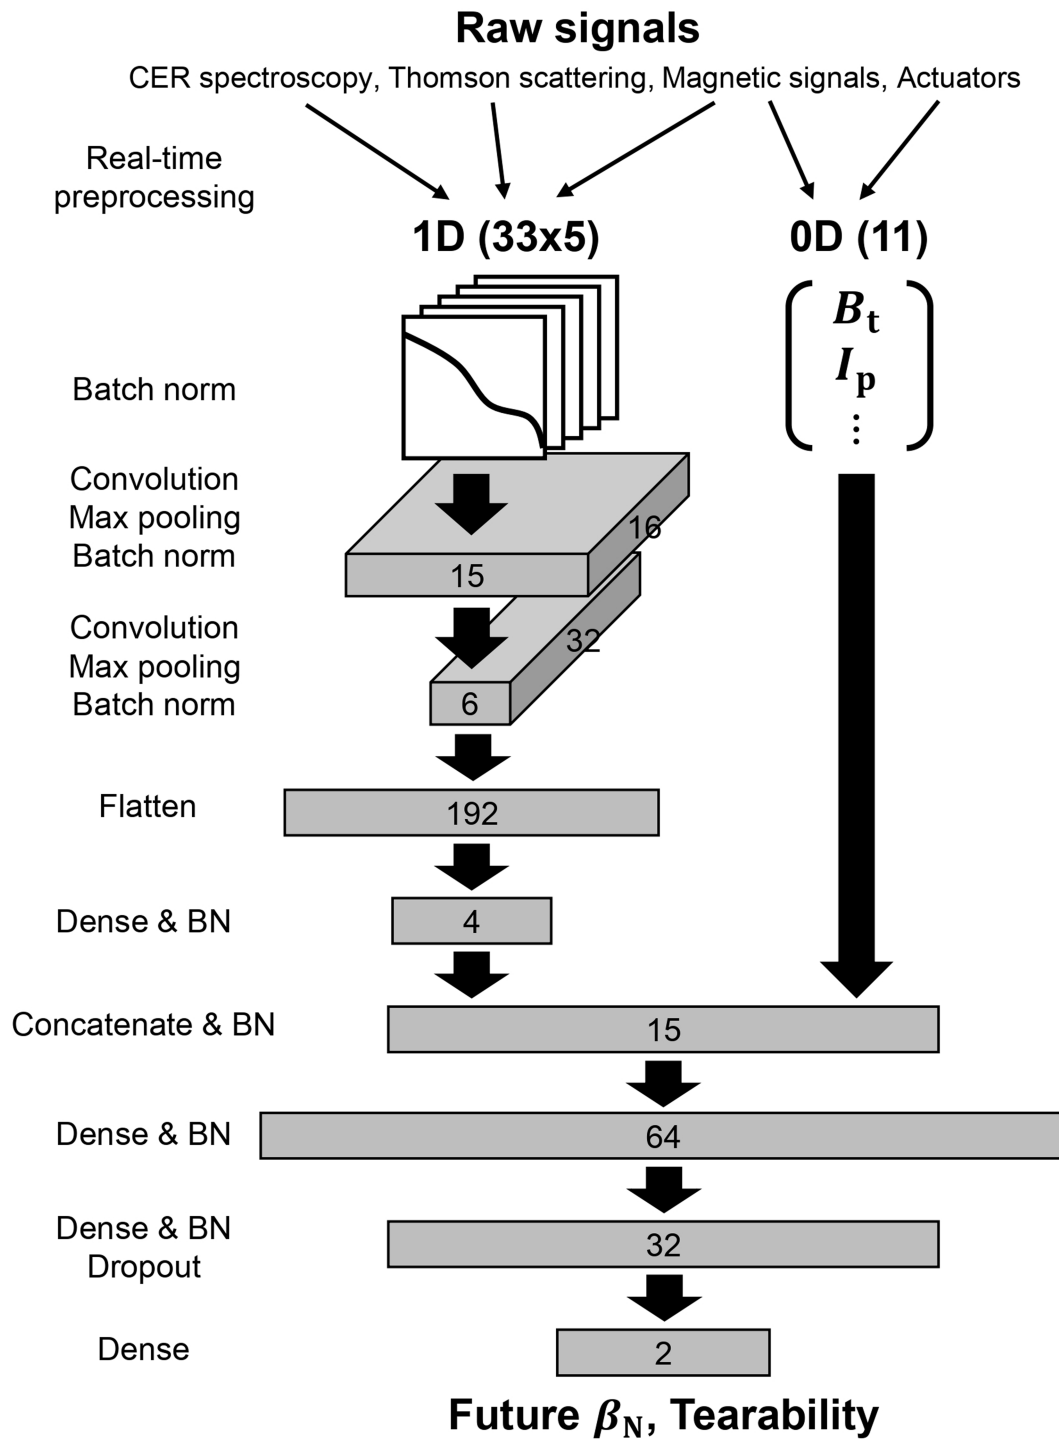 Raw signals
CER spectroscopy, Thomson scattering, Magnetic signals, Actuators
Real-time
preprocessing
1D (33x5)
0D (11)
Bt
Ip
⋮
Batch norm
Convolution
Max pooling
Batch norm
16
15
Convolution
Max pooling
Batch norm
32
6
Flatten
192
Dense & BN
4
Concatenate & BN
15
Dense & BN
64
Dense & BN
Dropout
32
Dense
2
Future βN, Tearability